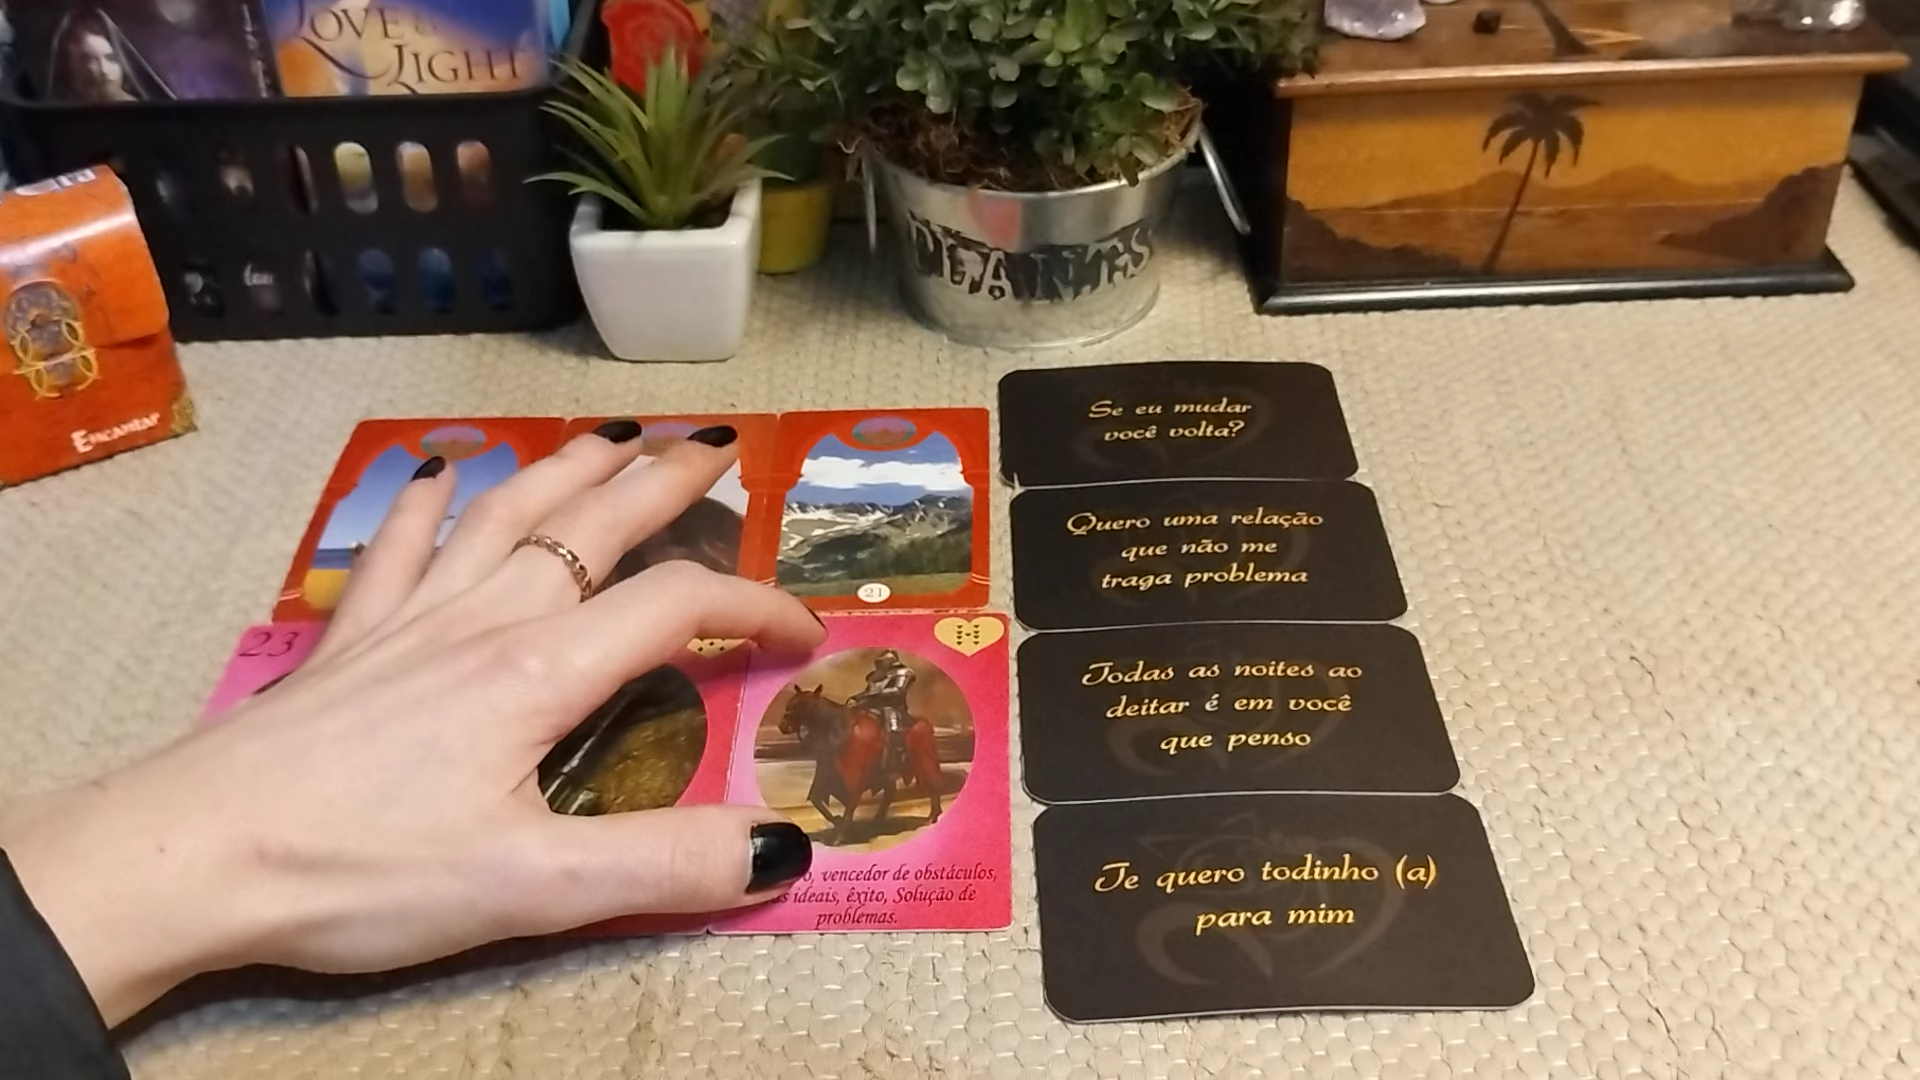 LOVE &
LIGHT
Encantar
PLANTES
21
23
Se eu mudar
você volta?
Quero uma relação
que não me
traga problema
Todas as noites ao
deitar é em você
que penso
Te quero todinho (a)
para mim
vencedor de obstáculos,
ideais, êxito, Solução de
problemas.